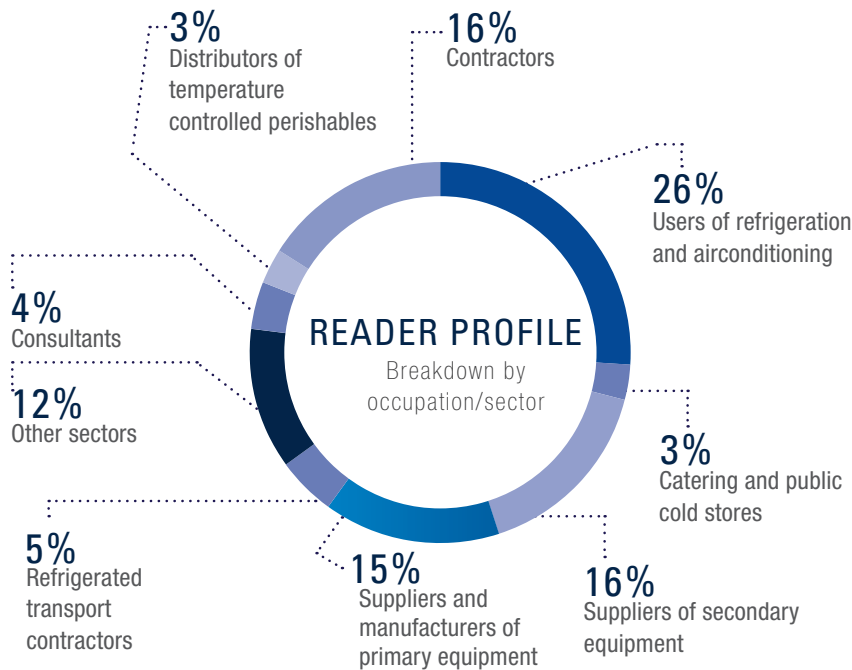 3%
Distributors of
temperature
controlled perishables
16%
Contractors
26%
Users of refrigeration
and airconditioning
READER PROFILE
Breakdown by
occupation/sector
4%
Consultants
12%
Other sectors
3%
Catering and public
cold stores
5%
Refrigerated
transport
contractors
15%
Suppliers and
manufacturers of
primary equipment
16%
Suppliers of secondary
equipment